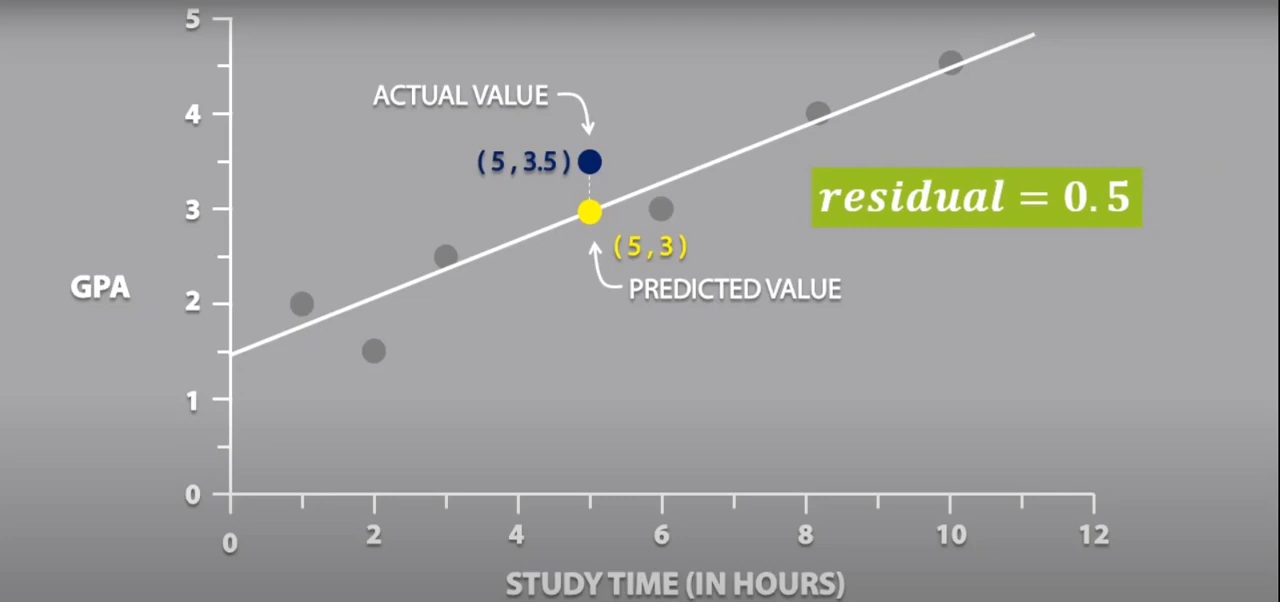 5
ACTUAL VALUE
4
(5, 3.5)
residual = 0.5
3
(5,3)
GPA
PREDICTED VALUE
2
1
0
0 2 4 6 8 10 12
STUDY TIME (IN HOURS)